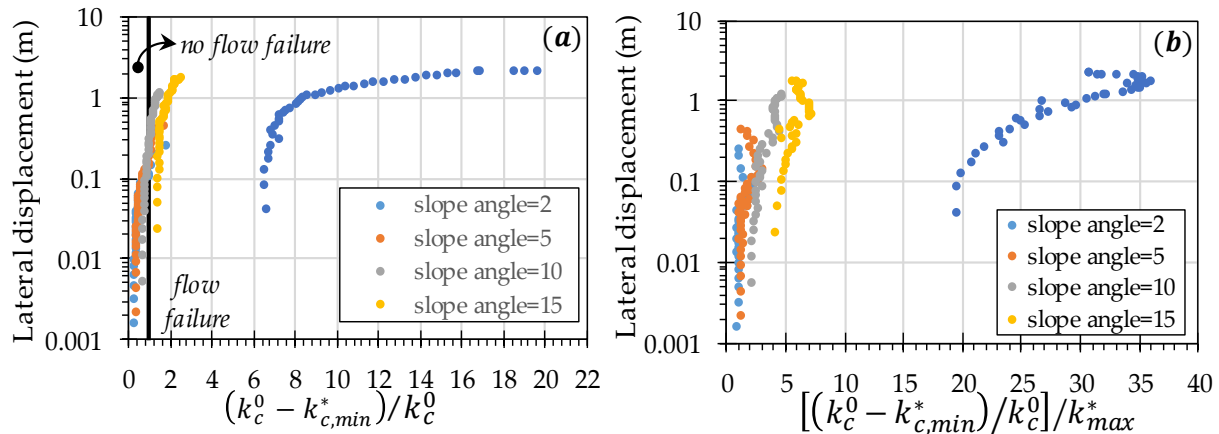 (a)
Lateral displacement (m)
10
1
0.1
0.01
0.001
no flow failure
flow
failure
slope angle=2
slope angle=5
slope angle=10
slope angle=15
0 2 4 6 8 10 12 14 16 18 20 22
(k_c^0 − k_{c,min}^*)/k_c^0
(b)
Lateral displacement (m)
10
1
0.1
0.01
0.001
slope angle=2
slope angle=5
slope angle=10
slope angle=15
0 5 10 15 20 25 30 35 40
[(k_c^0 − k_{c,min}^*)/k_c^0]/k_{max}^*